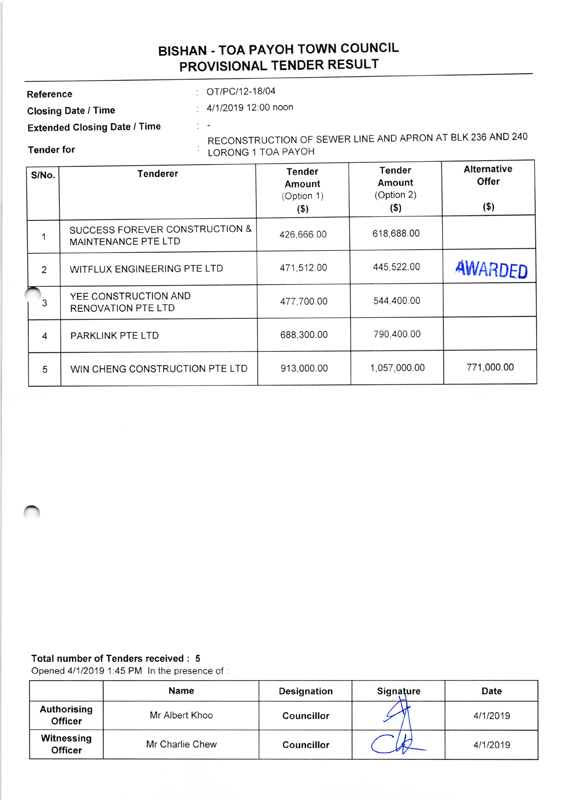 BISHAN - TOA PAYOH TOWN COUNCIL
PROVISIONAL TENDER RESULT
Reference : OT/PC/12-18/04
Closing Date / Time : 4/1/2019 12:00 noon
Extended Closing Date / Time : -
Tender for : RECONSTRUCTION OF SEWER LINE AND APRON AT BLK 236 AND 240
LORONG 1 TOA PAYOH
S/No. Tenderer Tender Amount (Option 1) ($) Tender Amount (Option 2) ($) Alternative Offer ($)
1 SUCCESS FOREVER CONSTRUCTION & MAINTENANCE PTE LTD 426,666.00 618,688.00
2 WITFLUX ENGINEERING PTE LTD 471,512.00 445,522.00 AWARDED
3 YEE CONSTRUCTION AND RENOVATION PTE LTD 477,700.00 544,400.00
4 PARKLINK PTE LTD 688,300.00 790,400.00
5 WIN CHENG CONSTRUCTION PTE LTD 913,000.00 1,057,000.00 771,000.00
Total number of Tenders received : 5
Opened 4/1/2019 1:45 PM In the presence of :
Name Designation Signature Date
Authorising Officer Mr Albert Khoo Councillor 4/1/2019
Witnessing Officer Mr Charlie Chew Councillor 4/1/2019